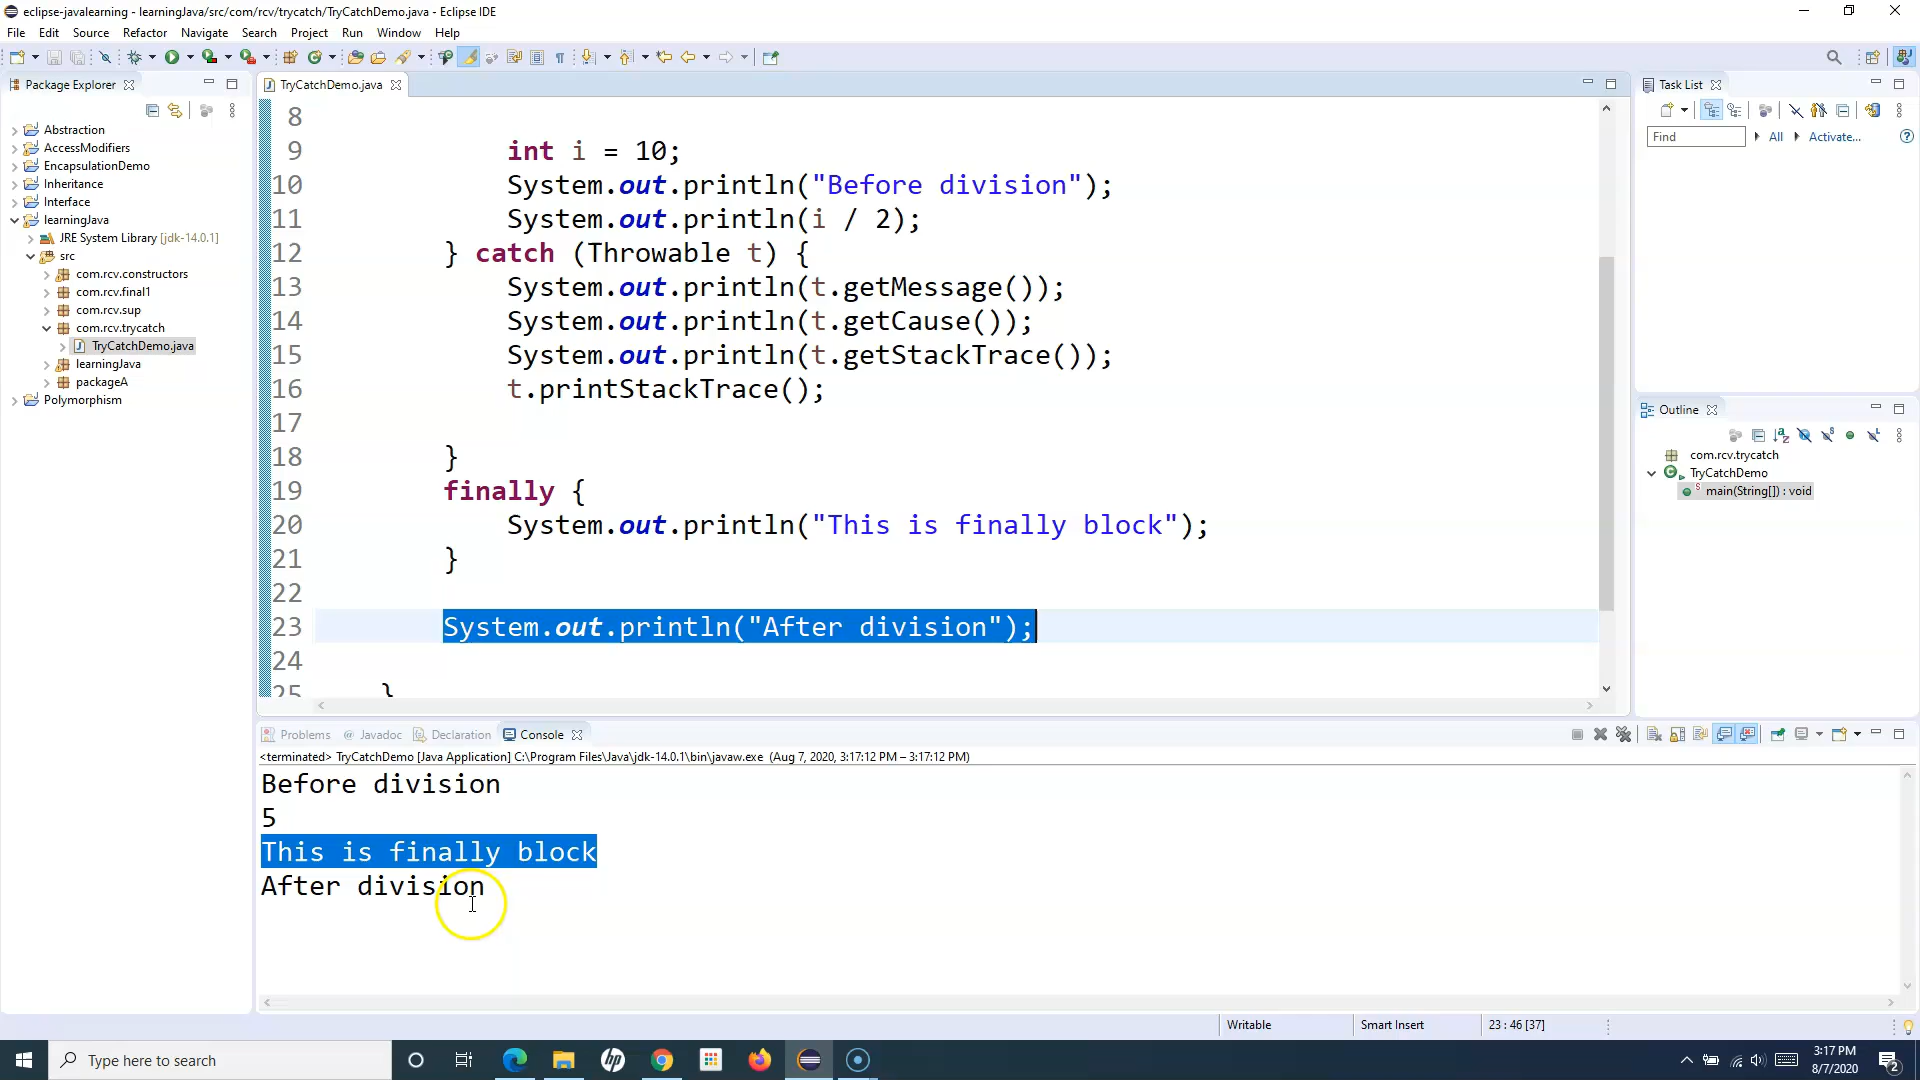 eclipse-javalearning - learningJava/src/com/rcv/trycatch/TryCatchDemo.java - Eclipse IDE
File Edit Source Refactor Navigate Search Project Run Window Help
Package Explorer
Abstraction
AccessModifiers
EncapsulationDemo
Inheritance
Interface
learningJava
JRE System Library [jdk-14.0.1]
src
com.rcv.constructors
com.rcv.final1
com.rcv.sup
com.rcv.trycatch
TryCatchDemo.java
learningJava
packageA
Polymorphism
TryCatchDemo.java
8
9 int i = 10;
10 System.out.println("Before division");
11 System.out.println(i / 2);
12 } catch (Throwable t) {
13 System.out.println(t.getMessage());
14 System.out.println(t.getCause());
15 System.out.println(t.getStackTrace());
16 t.printStackTrace();
17
18 }
19 finally {
20 System.out.println("This is finally block");
21 }
22
23 System.out.println("After division");
24
25 }
Task List
Find All Activate...
Outline
com.rcv.trycatch
TryCatchDemo
main(String[]) : void
Problems @ Javadoc Declaration Console
<terminated> TryCatchDemo [Java Application] C:\Program Files\Java\jdk-14.0.1\bin\javaw.exe (Aug 7, 2020, 3:17:12 PM – 3:17:12 PM)
Before division
5
This is finally block
After division
Writable Smart Insert 23 : 46 [37]
Type here to search
hp
3:17 PM
8/7/2020
2